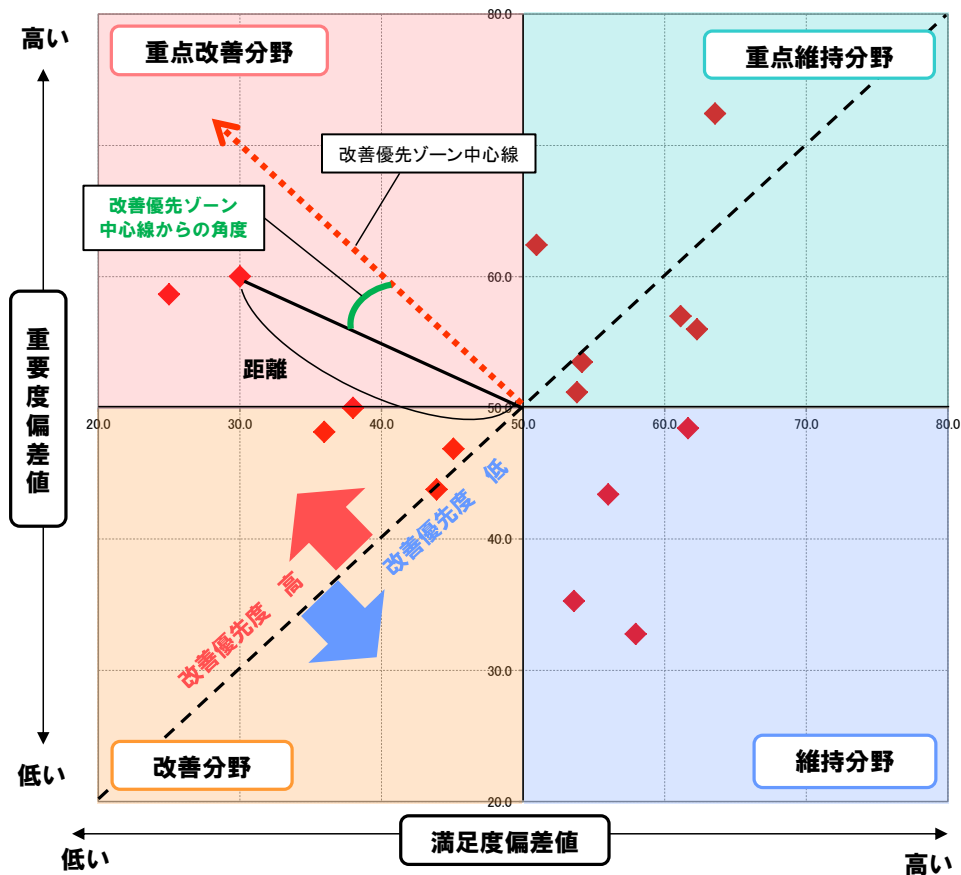 高い
重点改善分野
重点維持分野
80.0
改善優先ゾーン中心線
改善優先ゾーン
中心線からの角度
60.0
距離
重要度偏差値
50.0
20.0
30.0
40.0
50.0
60.0
70.0
80.0
改善優先度 低
40.0
改善優先度 高
30.0
改善分野
維持分野
低い
20.0
満足度偏差値
低い
高い